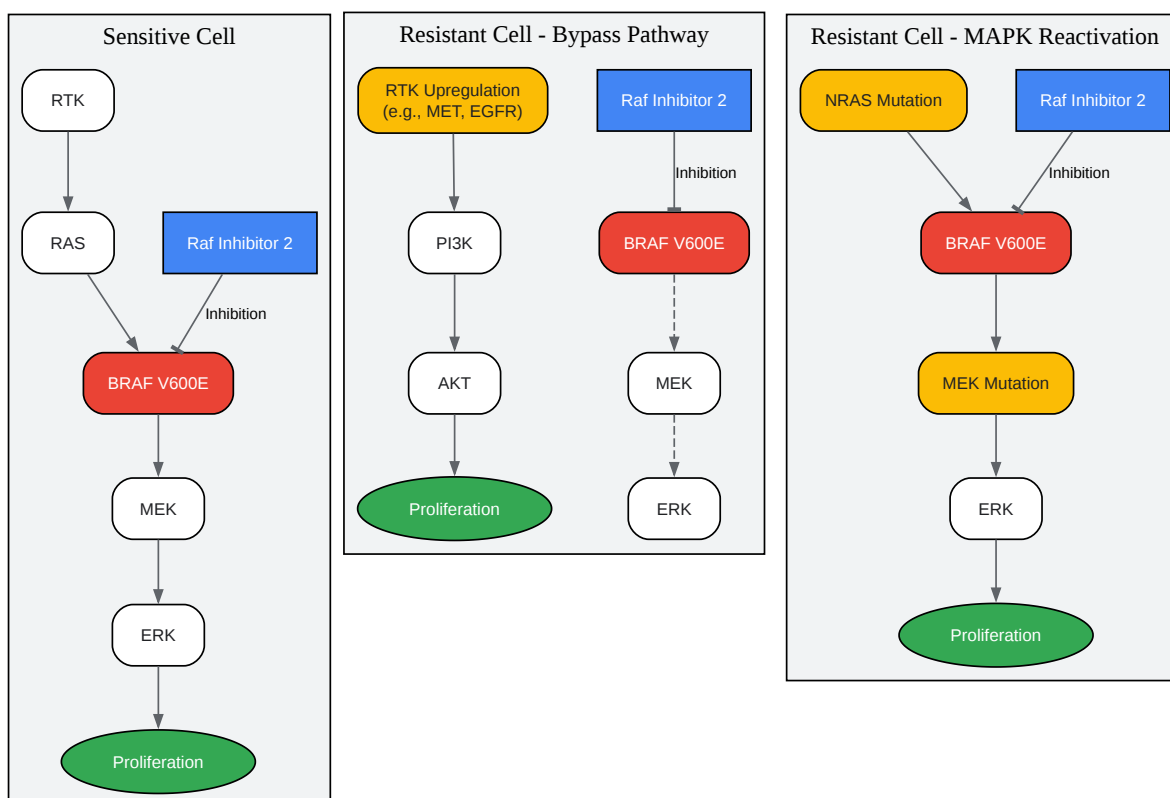 Sensitive Cell
RTK
RAS
Raf Inhibitor 2
Inhibition
BRAF V600E
MEK
ERK
Proliferation
Resistant Cell - Bypass Pathway
RTK Upregulation
(e.g., MET, EGFR)
Raf Inhibitor 2
Inhibition
PI3K
BRAF V600E
AKT
MEK
Proliferation
ERK
Resistant Cell - MAPK Reactivation
NRAS Mutation
Raf Inhibitor 2
Inhibition
BRAF V600E
MEK Mutation
ERK
Proliferation